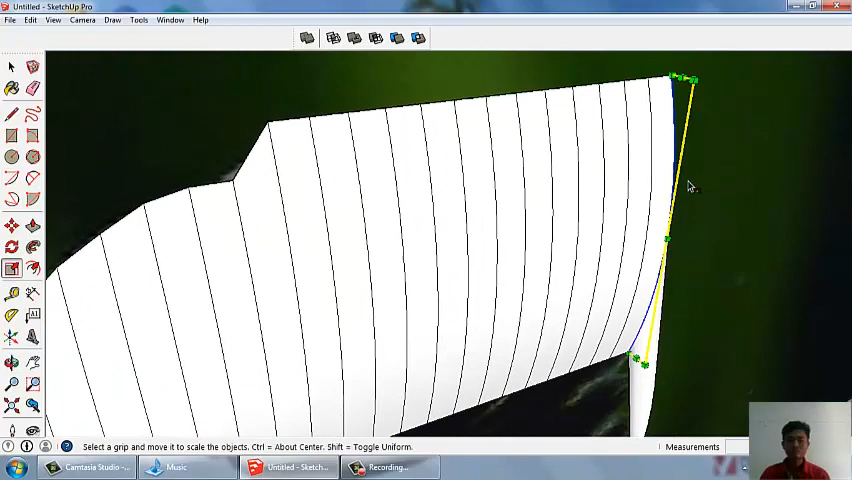 Untitled - SketchUp Pro
File Edit View Camera Draw Tools Window Help
A1
Select a grip and move it to scale the objects. Ctrl = About Center. Shift = Toggle Uniform.
Measurements
Camtasia Studio -... Music Untitled - Sketch... Recording...